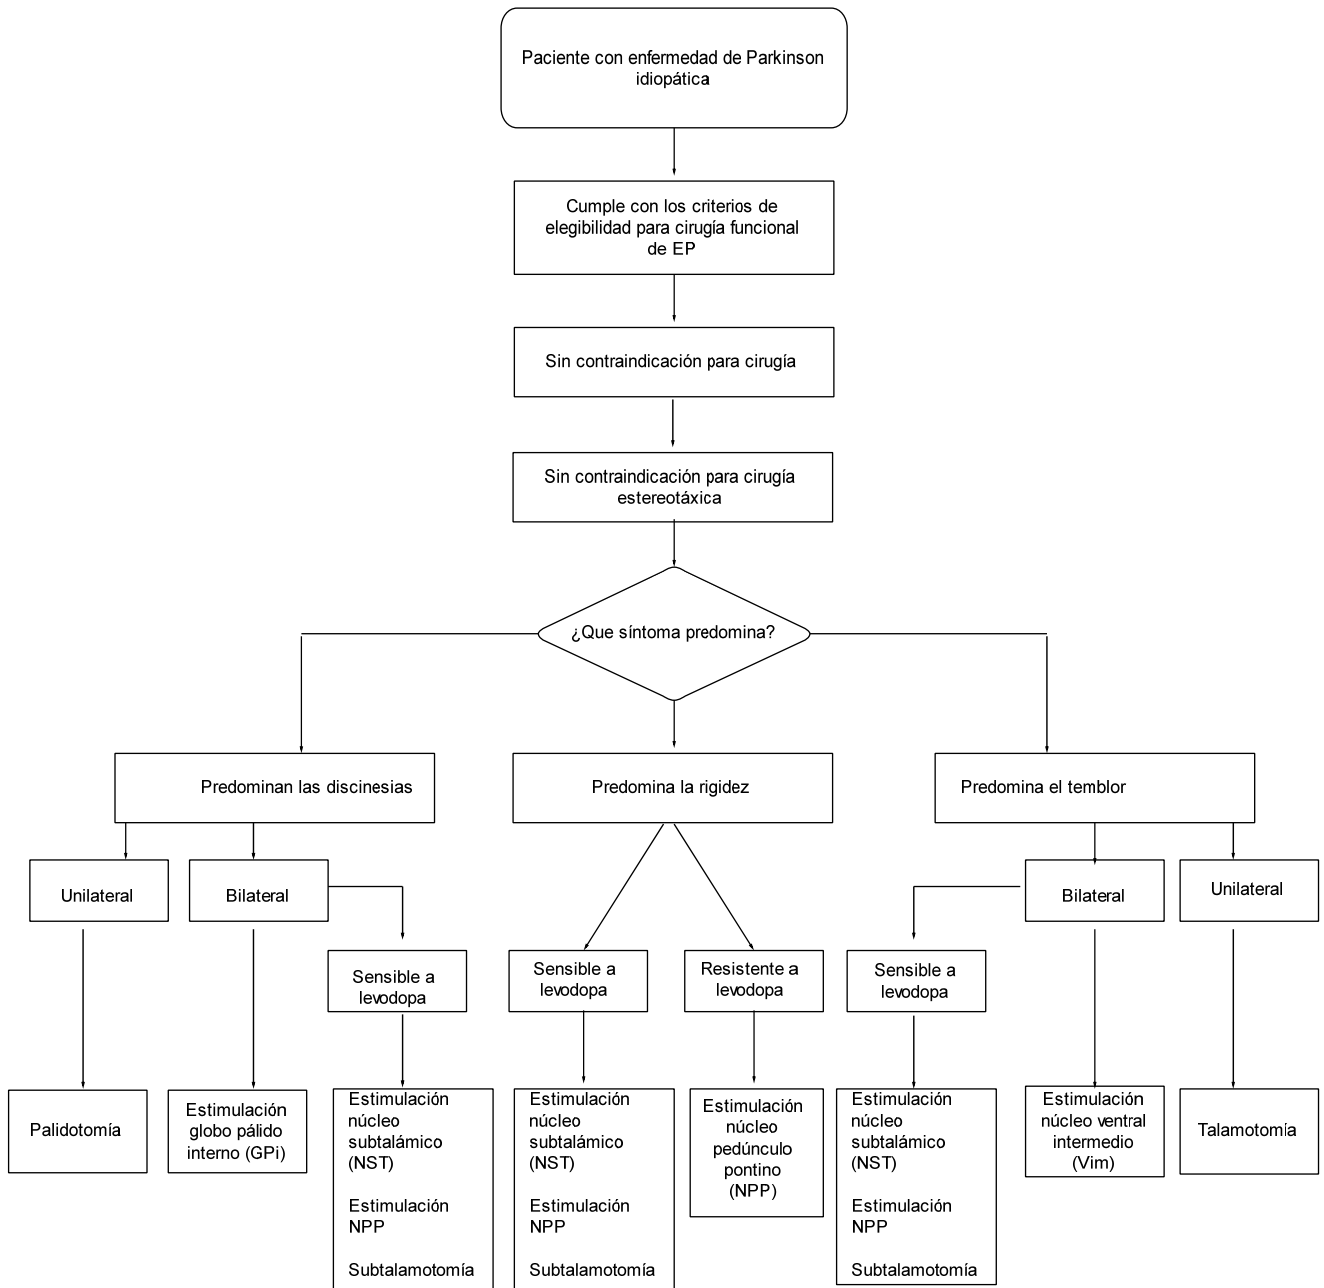 Paciente con enfermedad de Parkinson
idiopática
Cumple con los criterios de
elegibilidad para cirugía funcional
de EP
Sin contraindicación para cirugía
Sin contraindicación para cirugía
estereotáxica
¿Que síntoma predomina?
Predominan las discinesias
Predomina la rigidez
Predomina el temblor
Unilateral
Bilateral
Bilateral
Unilateral
Sensible a
levodopa
Sensible a
levodopa
Resistente a
levodopa
Sensible a
levodopa
Palidotomía
Estimulación
globo pálido
interno (GPi)
Estimulación
núcleo
subtalámico
(NST)
Estimulación
NPP
Subtalamotomía
Estimulación
núcleo
subtalámico
(NST)
Estimulación
NPP
Subtalamotomía
Estimulación
núcleo
pedúnculo
pontino
(NPP)
Estimulación
núcleo
subtalámico
(NST)
Estimulación
NPP
Subtalamotomía
Estimulación
núcleo ventral
intermedio
(Vim)
Talamotomía